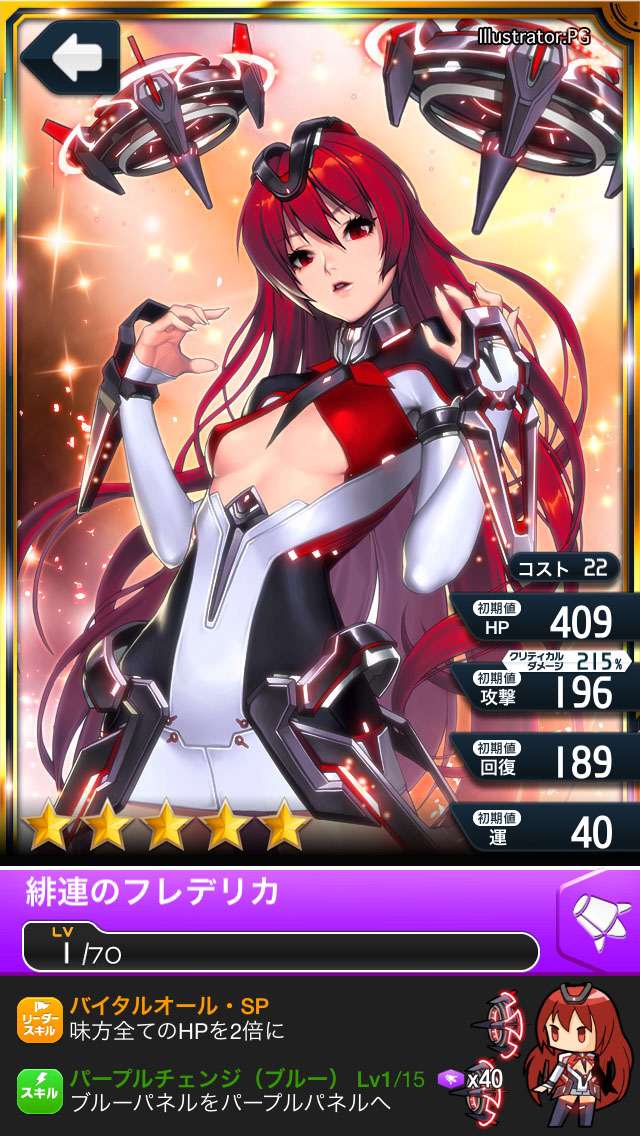 Illustrator.PG
コスト 22
初期値
HP 409
クリティカル
ダメージ 215%
初期値
攻撃 196
初期値
回復 189
初期値
運 40
緋連のフレデリカ
LV
1/70
リーダー
スキル
バイタルオール・SP
味方全てのHPを2倍に
スキル
パープルチェンジ（ブルー） Lv1/15 x40
ブルーパネルをパープルパネルへ